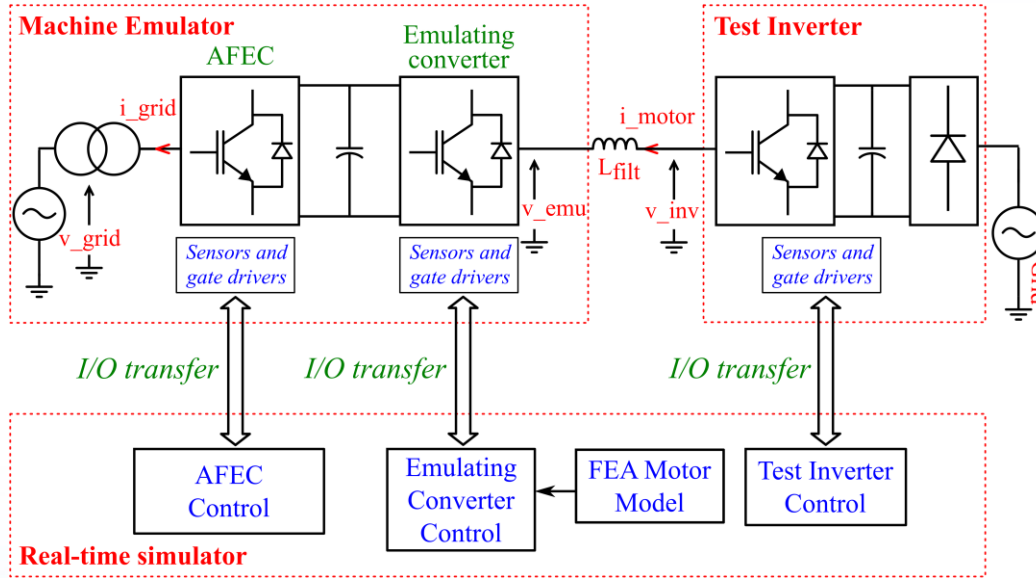 Machine Emulator
AFEC
Emulating
converter
Test Inverter
i_grid
i_motor
L_filt
v_grid
v_emu
v_inv
Sensors and
gate drivers
Sensors and
gate drivers
Sensors and
gate drivers
I/O transfer
I/O transfer
I/O transfer
AFEC
Control
Emulating
Converter
Control
FEA Motor
Model
Test Inverter
Control
Real-time simulator